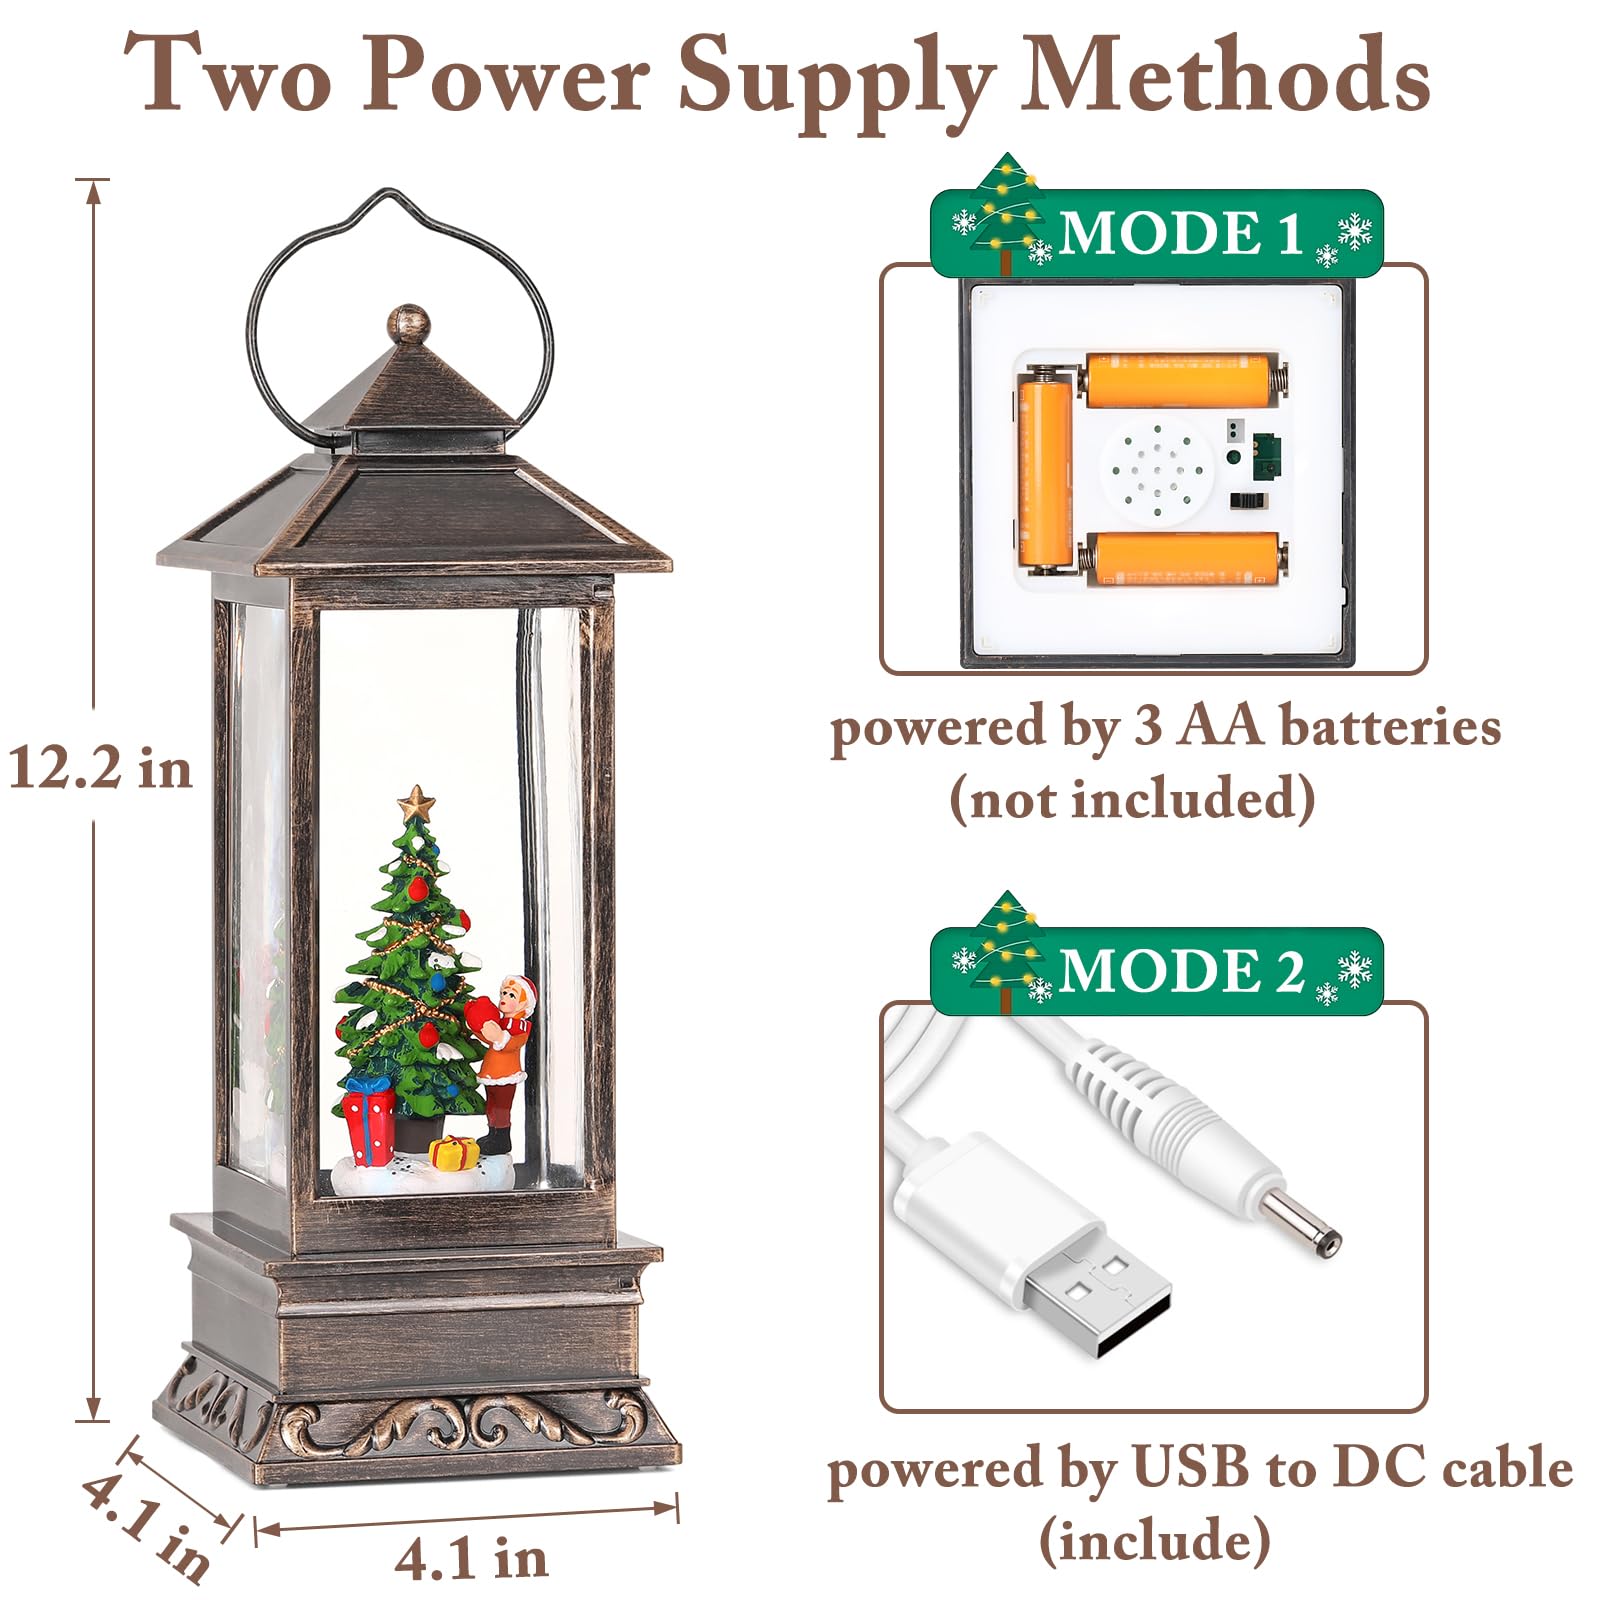 Two Power Supply Methods
MODE 1
12.2 in
powered by 3 AA batteries
(not included)
MODE 2
powered by USB to DC cable
(include)
4.1 in
4.1 in